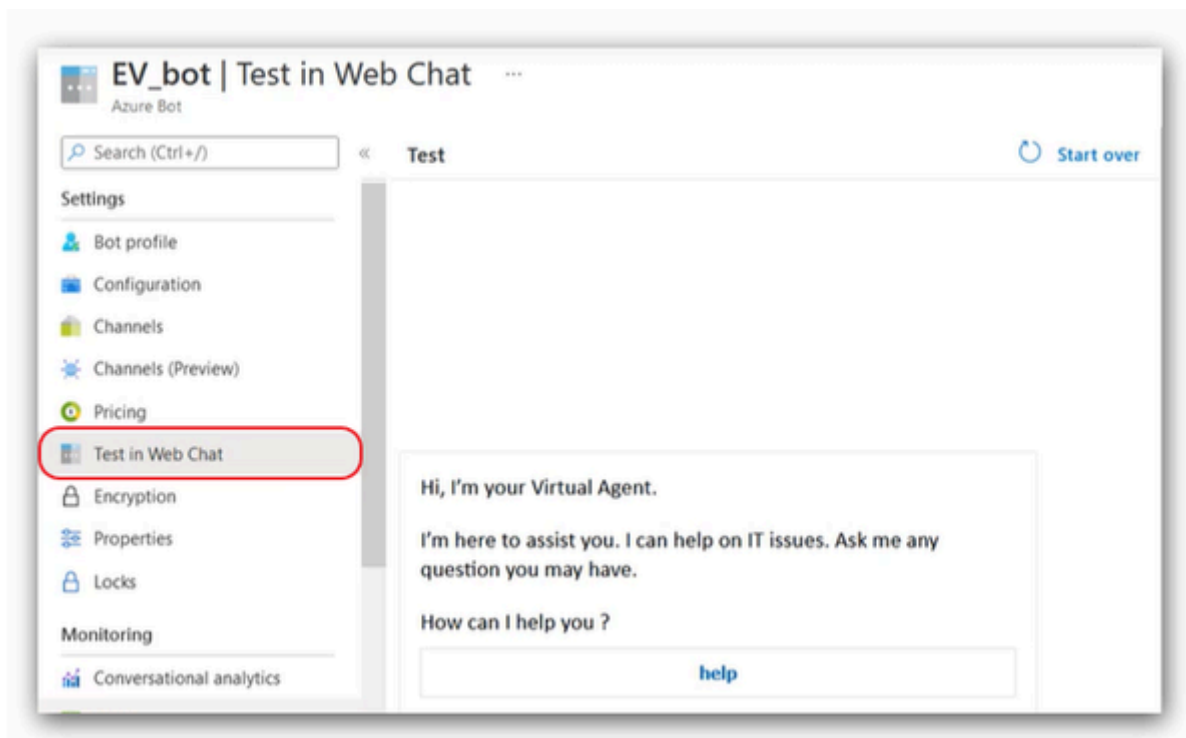 EV_bot | Test in Web Chat ...
Azure Bot
Search (Ctrl+/)
«
Settings
Bot profile
Configuration
Channels
Channels (Preview)
Pricing
Test in Web Chat
Encryption
Properties
Locks
Monitoring
Conversational analytics
Test
Start over
Hi, I'm your Virtual Agent.
I'm here to assist you. I can help on IT issues. Ask me any
question you may have.
How can I help you ?
help